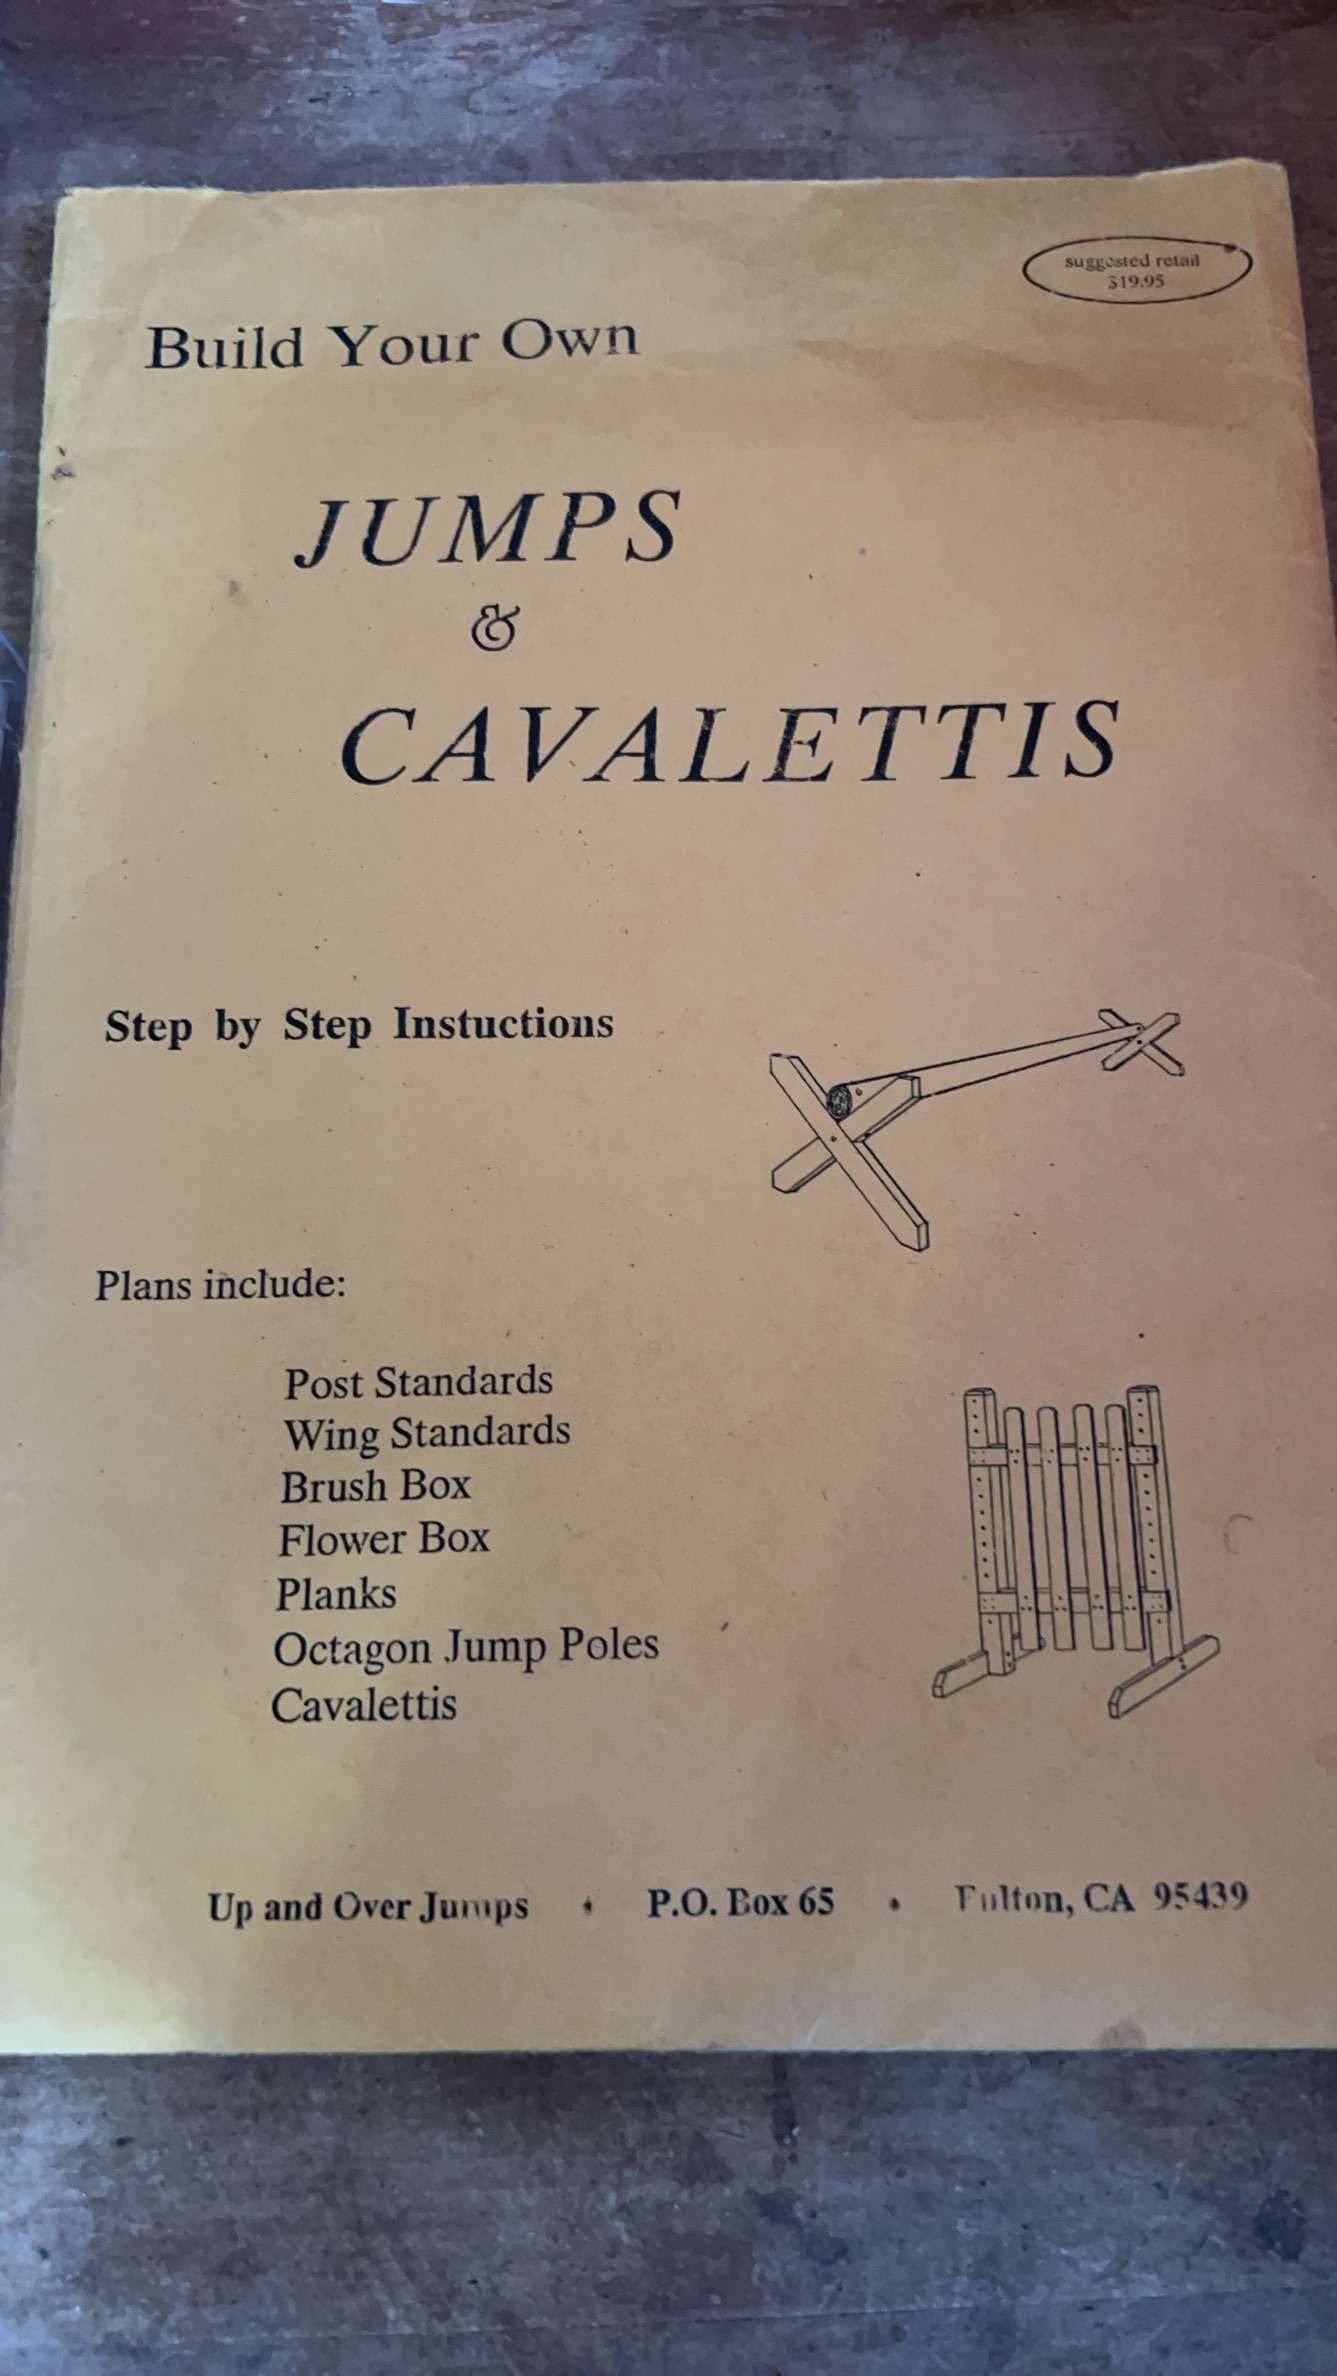 suggested retail
$19.95
Build Your Own
JUMPS
&
CAVALETTIS
Step by Step Instuctions
Plans include:
Post Standards
Wing Standards
Brush Box
Flower Box
Planks
Octagon Jump Poles
Cavalettis
Up and Over Jumps • P.O. Box 65 • Fulton, CA 95439